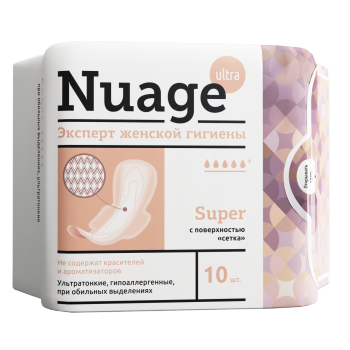 ultra
Nuage
Эксперт женской гигиены
Super
с поверхностью
«сетка»
Не содержат красителей
и ароматизаторов
10 шт.
Ультратонкие, гипоаллергенные,
при обильных выделениях